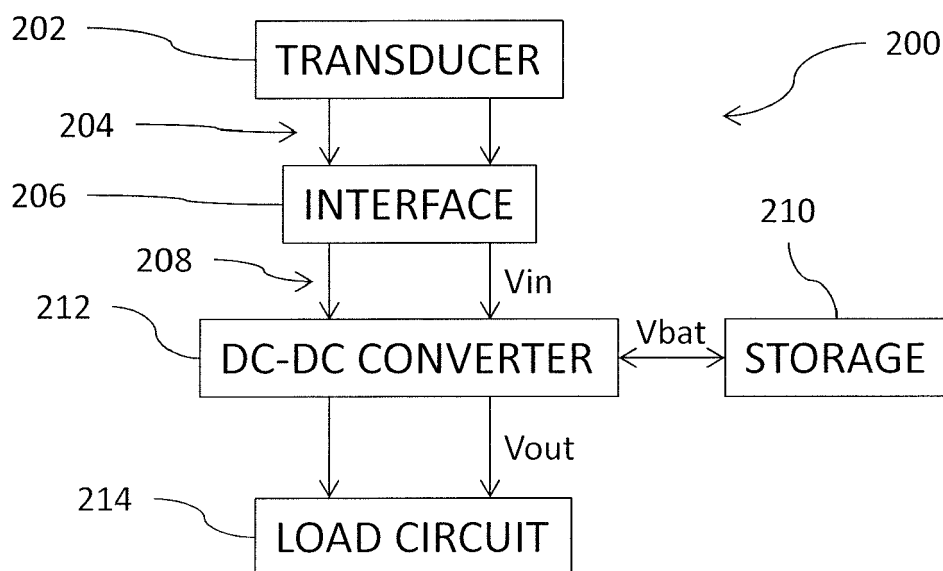 202
TRANSDUCER
200
204
206
INTERFACE
210
208
Vin
212
Vbat
DC-DC CONVERTER
STORAGE
Vout
214
LOAD CIRCUIT